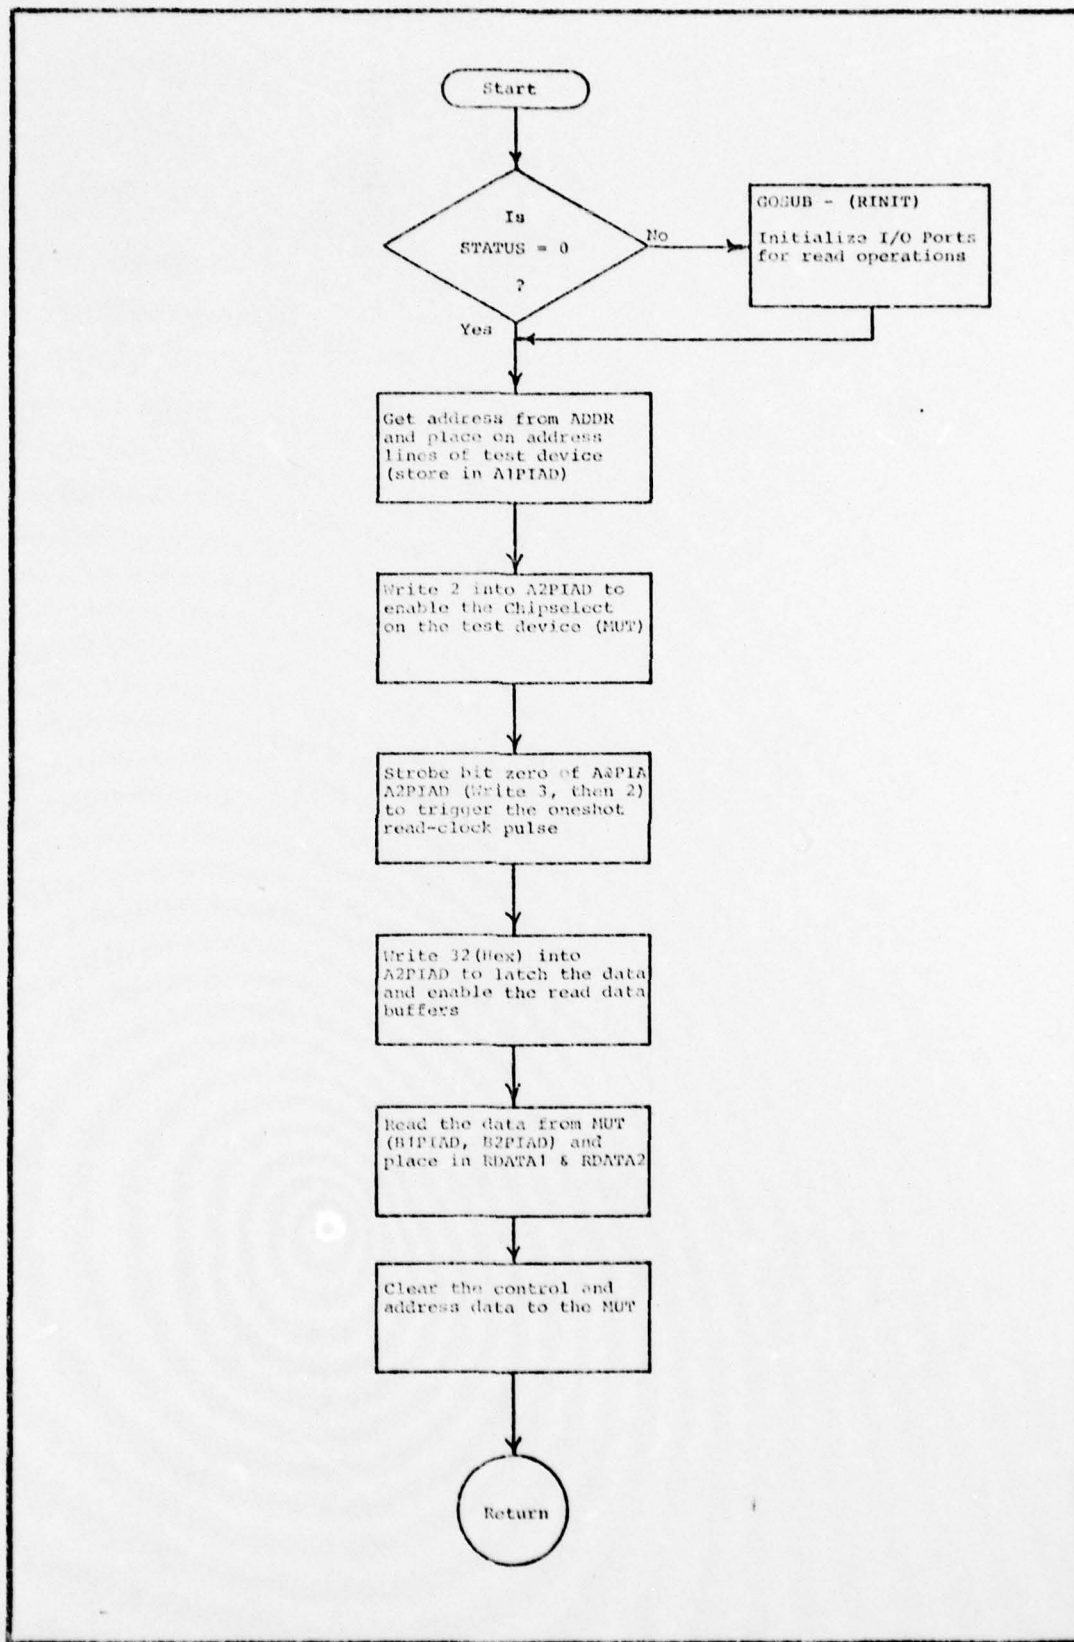 Start
Is
STATUS = 0
?
No
Yes
GOSUB - (RINIT)
Initialize I/O Ports
for read operations
Get address from ADDR
and place on address
lines of test device
(store in A1PIAD)
Write 2 into A2PIAD to
enable the Chipselect
on the test device (MUT)
Strobe bit zero of A2PIA
A2PIAD (Write 3, then 2)
to trigger the oneshot
read-clock pulse
Write 32(Hex) into
A2PIAD to latch the data
and enable the read data
buffers
Read the data from MUT
(B1PIAD, B2PIAD) and
place in RDATA1 & RDATA2
Clear the control and
address data to the MUT
Return